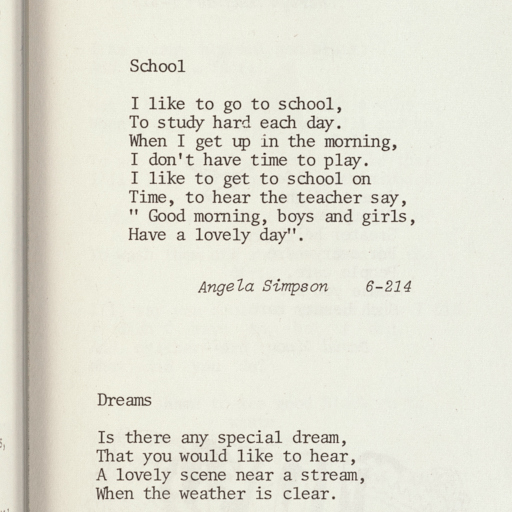 School
I like to go to school,
To study hard each day.
When I get up in the morning,
I don't have time to play.
I like to get to school on
Time, to hear the teacher say,
" Good morning, boys and girls,
Have a lovely day".
Angela Simpson 6-214
Dreams
Is there any special dream,
That you would like to hear,
A lovely scene near a stream,
When the weather is clear.